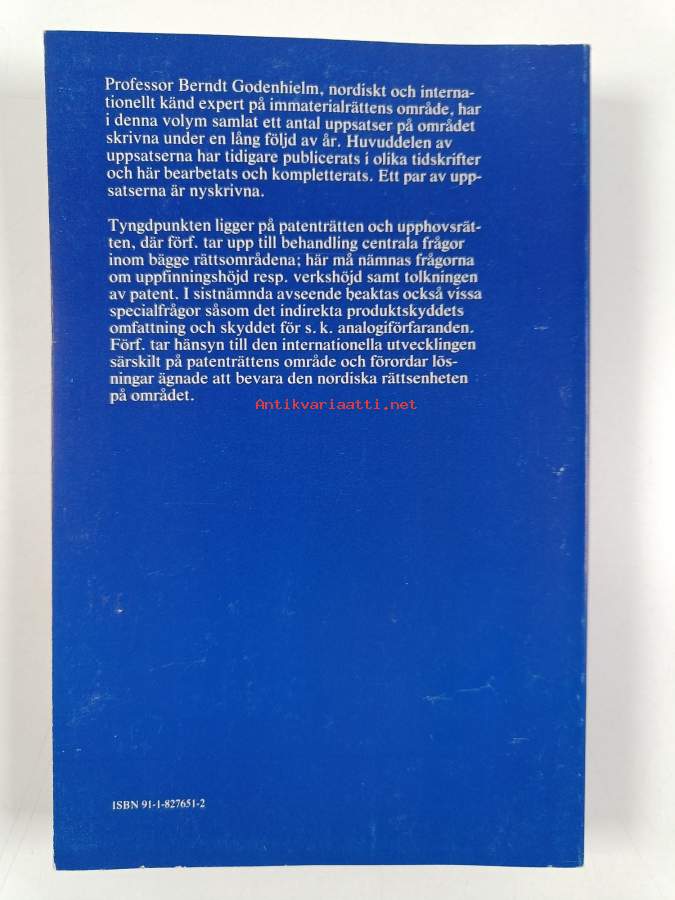 Professor Berndt Godenhielm, nordiskt och interna-
tionellt känd expert på immaterialrättens område, har
i denna volym samlat ett antal uppsatser på området
skrivna under en lång följd av år. Huvuddelen av
uppsatserna har tidigare publicerats i olika tidskrifter
och här bearbetats och kompletterats. Ett par av upp-
satserna är nyskrivna.
Tyngdpunkten ligger på patenträtten och upphovsrät-
ten, där förf. tar upp till behandling centrala frågor
inom bägge rättsområdena; här må nämnas frågorna
om uppfinningshöjd resp. verkshöjd samt tolkningen
av patent. I sistnämnda avseende beaktas också vissa
specialfrågor såsom det indirekta produktskyddets
omfattning och skyddet för s. k. analogiförfaranden.
Förf. tar hänsyn till den internationella utvecklingen
särskilt på patenträttens område och förordar lös-
ningar ägnade att bevara den nordiska rättsenheten
på området.
Antikvariaatti.net
ISBN 91-1-827651-2